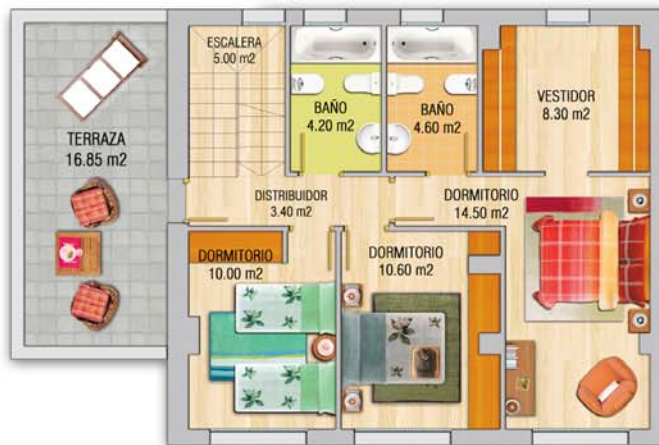 ESCALERA
5.00 m2
BAÑO
4.20 m2
BAÑO
4.60 m2
VESTIDOR
8.30 m2
TERRAZA
16.85 m2
DISTRIBUIDOR
3.40 m2
DORMITORIO
14.50 m2
DORMITORIO
10.00 m2
DORMITORIO
10.60 m2